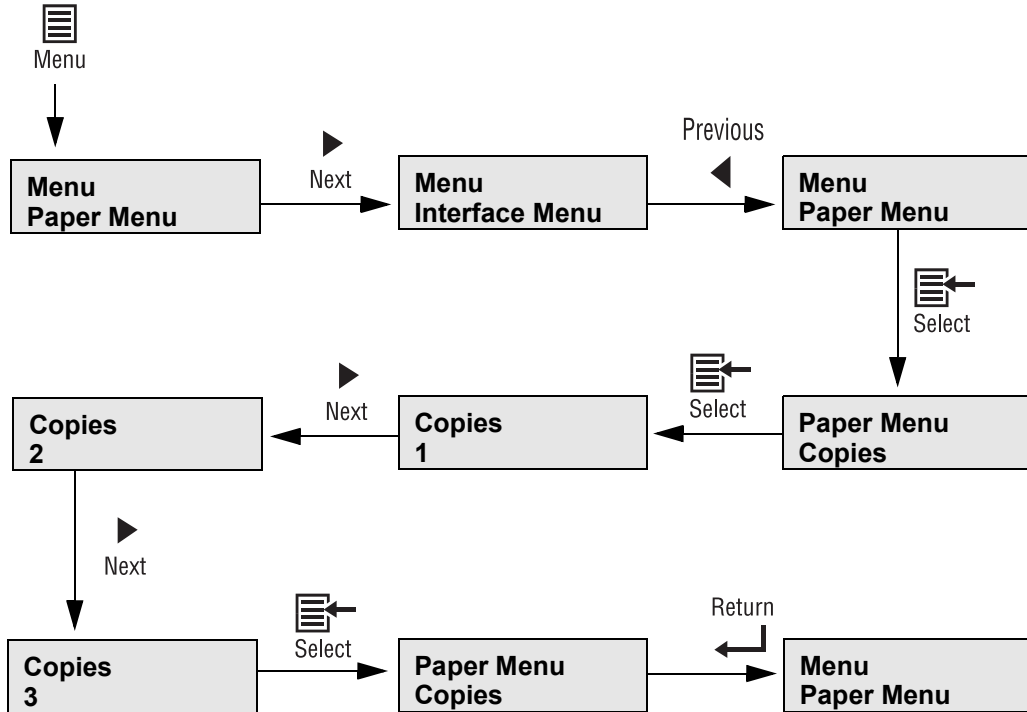 Menu
Menu
Paper Menu
Next
Menu
Interface Menu
Previous
Menu
Paper Menu
Select
Paper Menu
Copies
Select
Copies
1
Next
Copies
2
Next
Copies
3
Select
Paper Menu
Copies
Return
Menu
Paper Menu